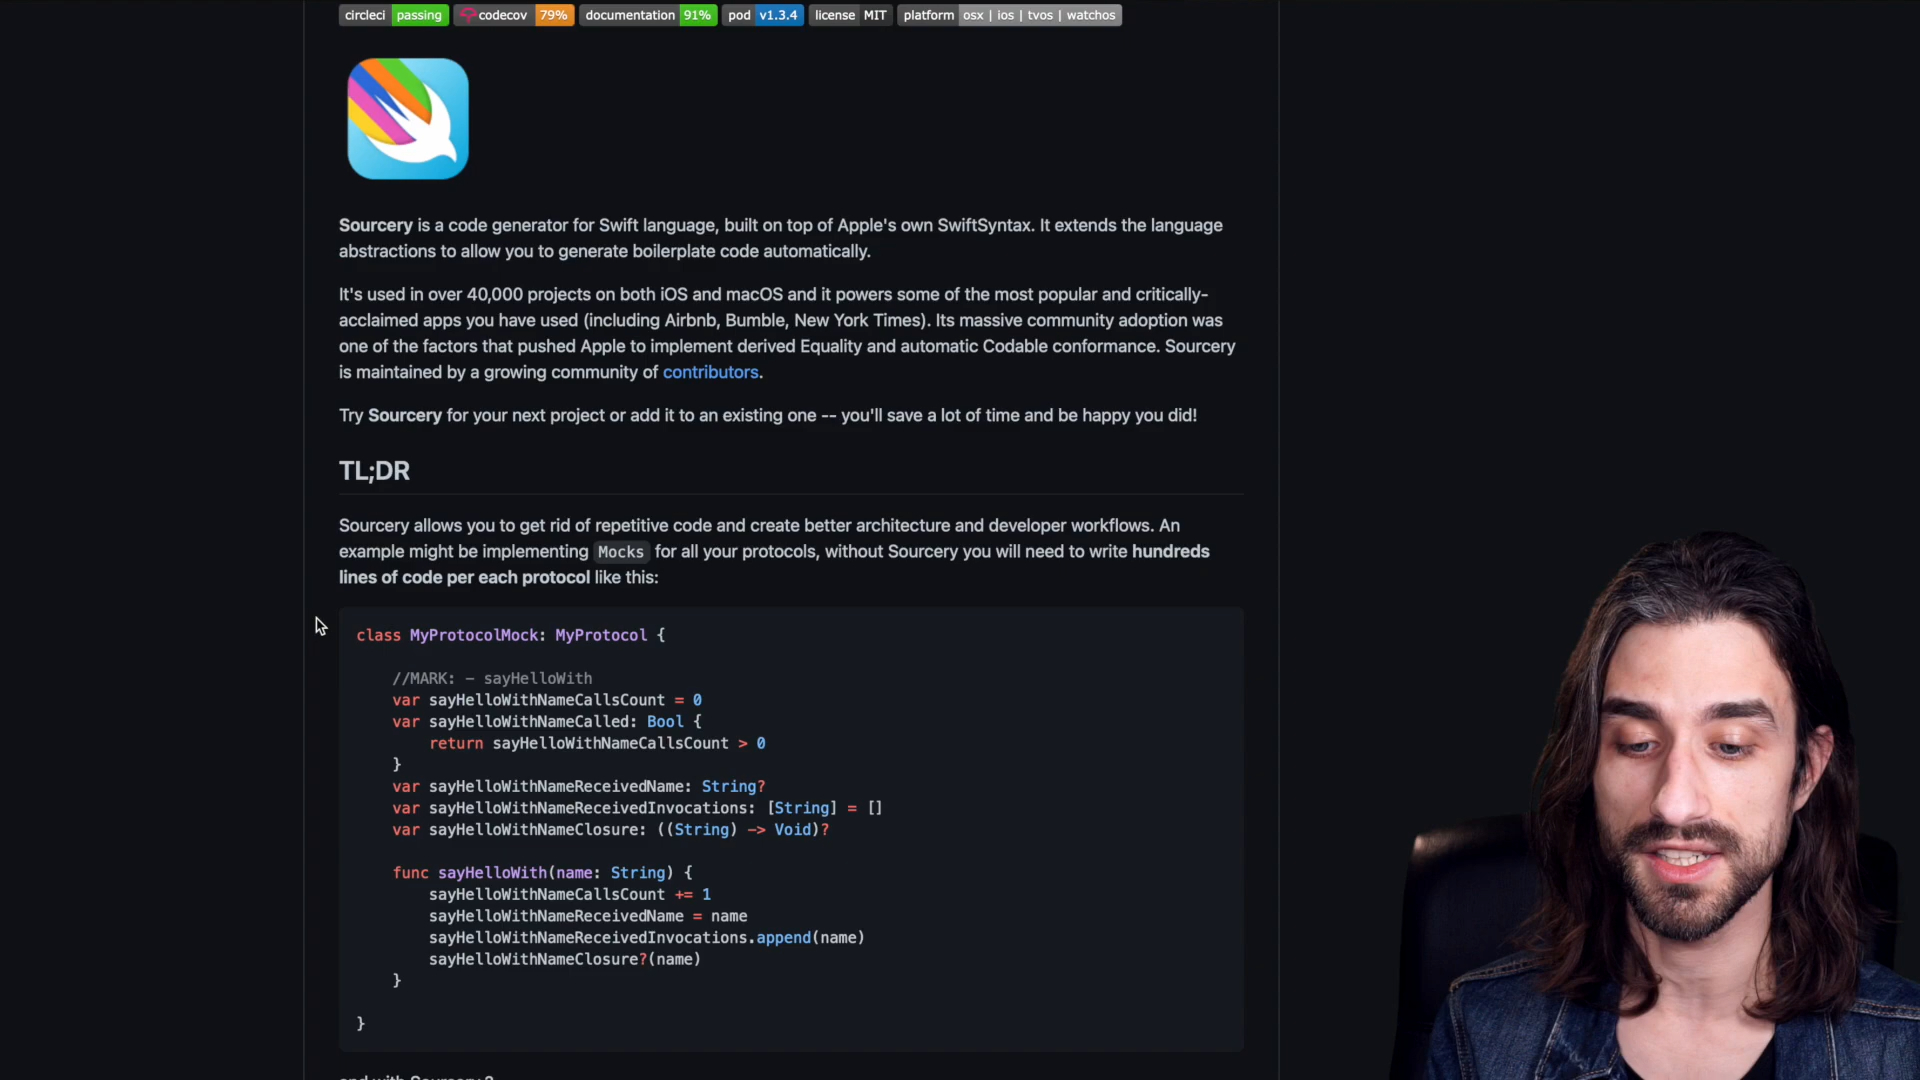 circleci passing codecov 79% documentation 91% pod v1.3.4 license MIT platform osx | ios | tvos | watchos
Sourcery is a code generator for Swift language, built on top of Apple's own SwiftSyntax. It extends the language
abstractions to allow you to generate boilerplate code automatically.
It's used in over 40,000 projects on both iOS and macOS and it powers some of the most popular and critically-
acclaimed apps you have used (including Airbnb, Bumble, New York Times). Its massive community adoption was
one of the factors that pushed Apple to implement derived Equality and automatic Codable conformance. Sourcery
is maintained by a growing community of contributors.
Try Sourcery for your next project or add it to an existing one -- you'll save a lot of time and be happy you did!
TL;DR
Sourcery allows you to get rid of repetitive code and create better architecture and developer workflows. An
example might be implementing Mocks for all your protocols, without Sourcery you will need to write hundreds
lines of code per each protocol like this:
class MyProtocolMock: MyProtocol {
//MARK: - sayHelloWith
var sayHelloWithNameCallsCount = 0
var sayHelloWithNameCalled: Bool {
return sayHelloWithNameCallsCount > 0
}
var sayHelloWithNameReceivedName: String?
var sayHelloWithNameReceivedInvocations: [String] = []
var sayHelloWithNameClosure: ((String) -> Void)?
func sayHelloWith(name: String) {
sayHelloWithNameCallsCount += 1
sayHelloWithNameReceivedName = name
sayHelloWithNameReceivedInvocations.append(name)
sayHelloWithNameClosure?(name)
}
}
and with Sourcery ?